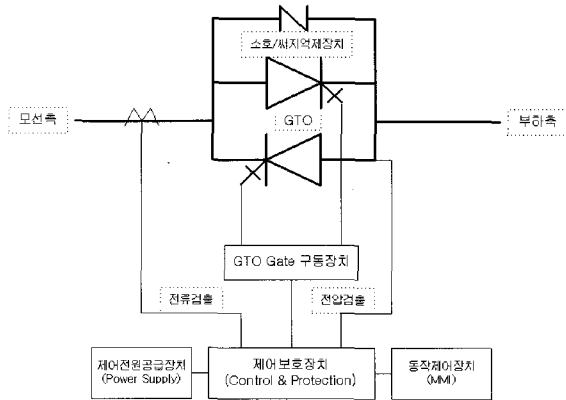 소호/써지억제장치
모선측
GTO
부하측
GTO Gate 구동장치
전류검출
전압검출
제어전원공급장치
(Power Supply)
제어보호장치
(Control & Protection)
동작제어장치
(MMI)